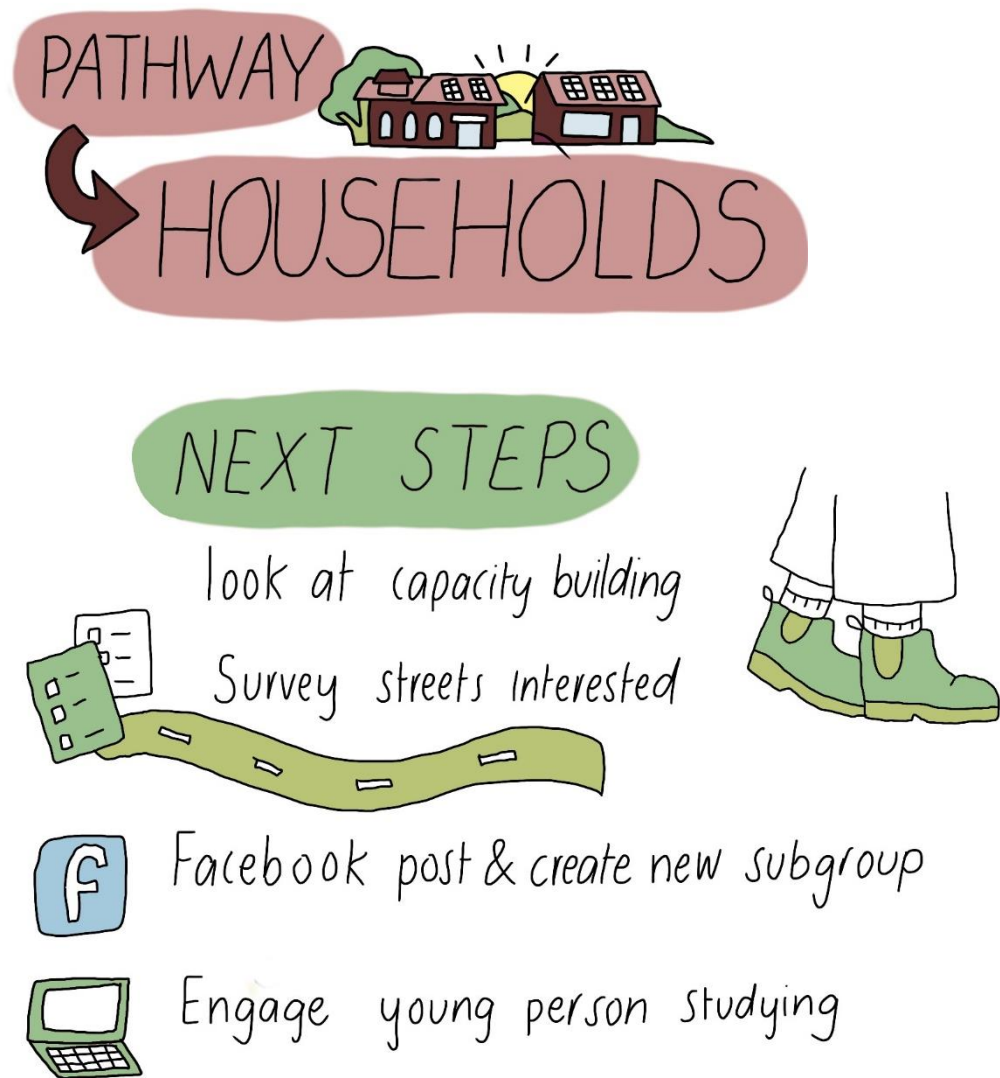 PATHWAY
HOUSEHOLDS
NEXT STEPS
look at capacity building
Survey streets interested
f
Facebook post & create new subgroup
Engage young person studying